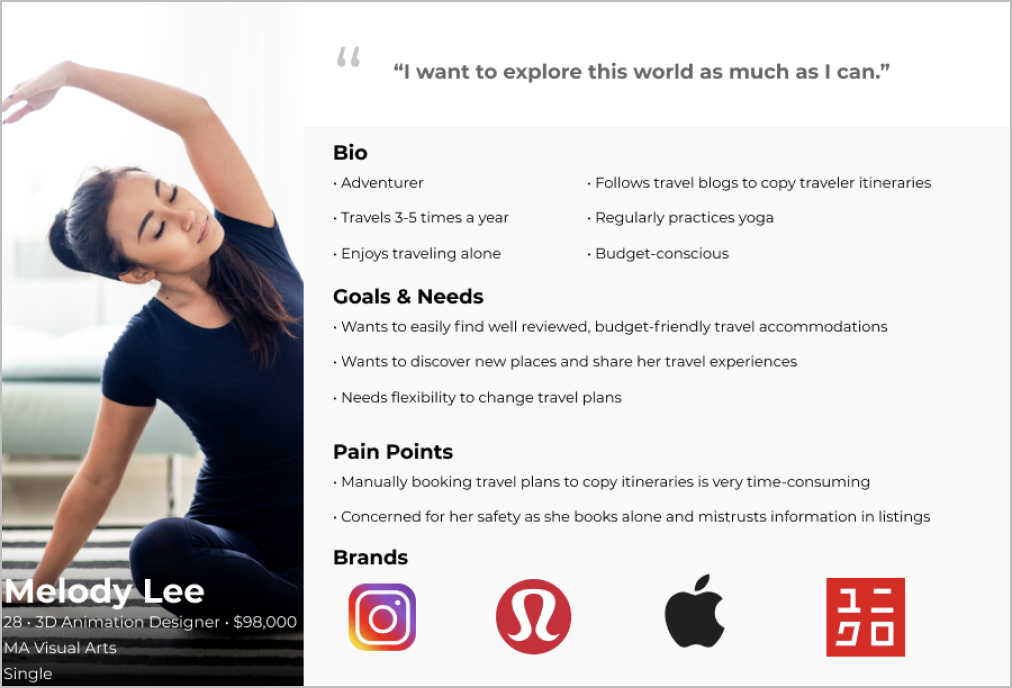 “
“I want to explore this world as much as I can.”
Bio
• Adventurer
• Travels 3-5 times a year
• Enjoys traveling alone
• Follows travel blogs to copy traveler itineraries
• Regularly practices yoga
• Budget-conscious
Goals & Needs
• Wants to easily find well reviewed, budget-friendly travel accommodations
• Wants to discover new places and share her travel experiences
• Needs flexibility to change travel plans
Pain Points
• Manually booking travel plans to copy itineraries is very time-consuming
• Concerned for her safety as she books alone and mistrusts information in listings
Brands
ユニ
クロ
Melody Lee
28 • 3D Animation Designer • $98,000
MA Visual Arts
Single